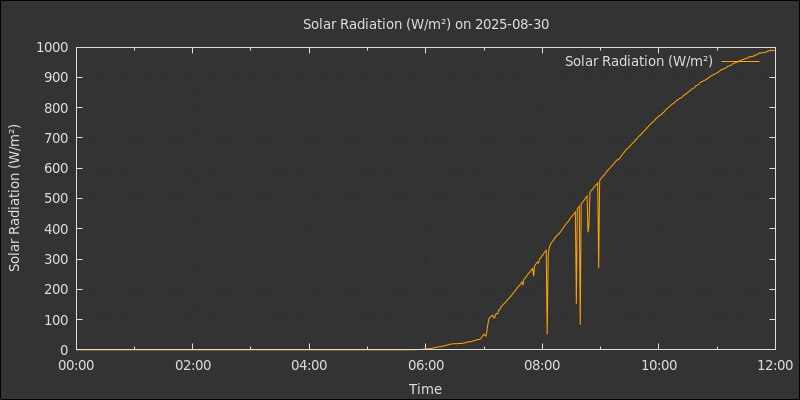 Solar Radiation (W/m²) on 2025-08-30
Solar Radiation (W/m²)
Solar Radiation (W/m²)
1000
900
800
700
600
500
400
300
200
100
0
00:00 02:00 04:00 06:00 08:00 10:00 12:00
Time